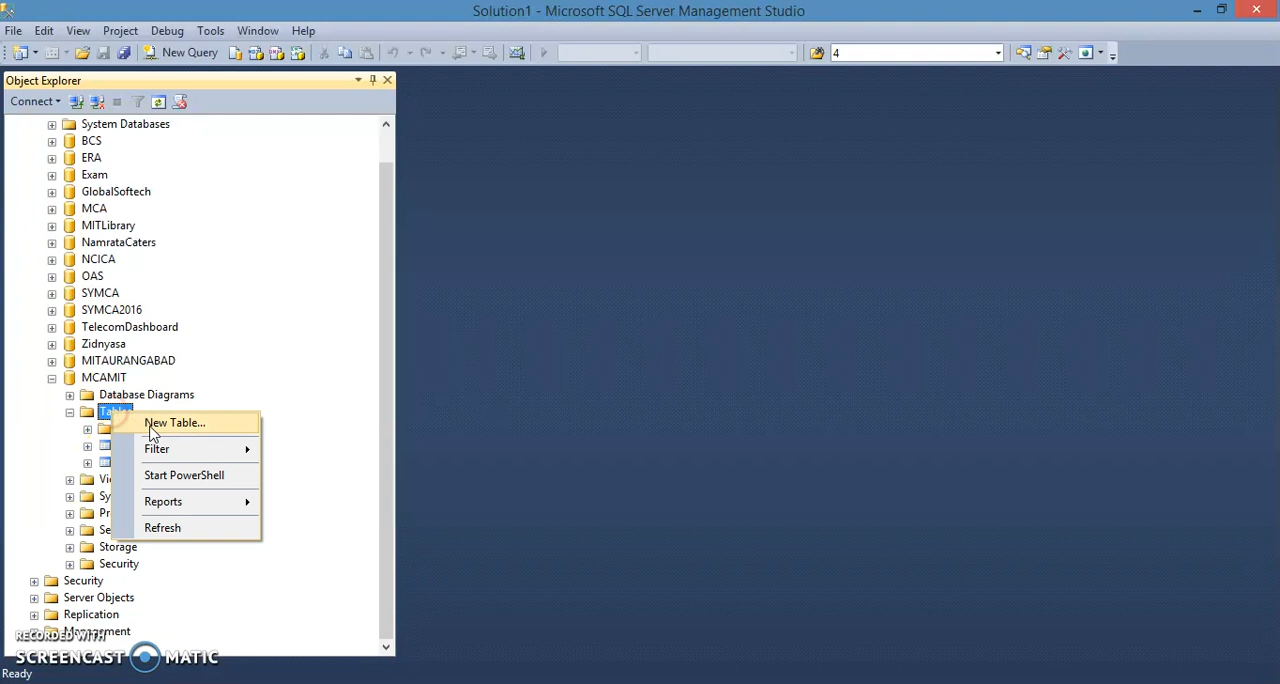 Solution1 - Microsoft SQL Server Management Studio
File Edit View Project Debug Tools Window Help
New Query 4
Object Explorer
Connect
System Databases
BCS
ERA
Exam
GlobalSoftech
MCA
MITLibrary
NamrataCaters
NCICA
OAS
SYMCA
SYMCA2016
TelecomDashboard
Zidnyasa
MITAURANGABAD
MCAMIT
Database Diagrams
New Table...
Filter
Start PowerShell
Reports
Refresh
Storage
Security
Security
Server Objects
Replication
Management
RECORDED WITH
SCREENCAST MATIC
Ready